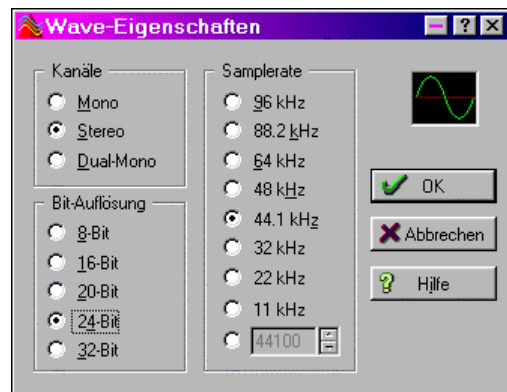 Wave-Eigenschaften
Kanäle
Mono
Stereo
Dual-Mono
Bit-Auflösung
8-Bit
16-Bit
20-Bit
24-Bit
32-Bit
Samplerate
96 kHz
88.2 kHz
64 kHz
48 kHz
44.1 kHz
32 kHz
22 kHz
11 kHz
44100
OK
Abbrechen
Hilfe